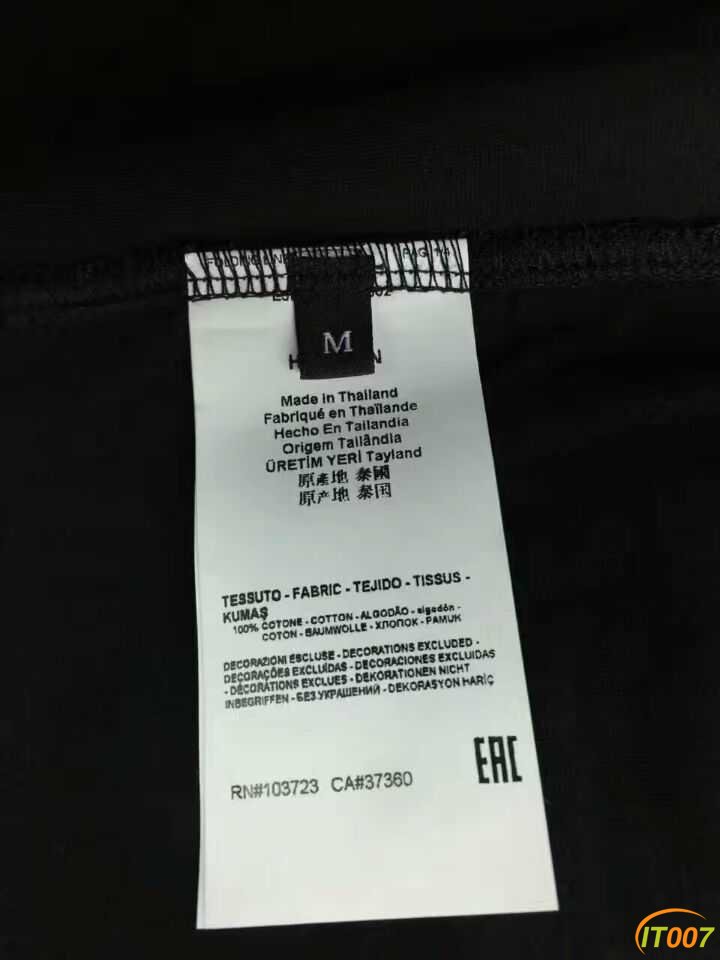 M
Made in Thailand
Fabriqué en Thaïlande
Hecho En Tailandia
Origem Tailândia
ÜRETİM YERİ Tayland
原產地 泰國
原产地 泰国
TESSUTO - FABRIC - TEJIDO - TISSUS -
KUMAŞ
100% COTONE - COTTON - ALGODÃO - algodón -
COTON - BAUMWOLLE - ХЛОПОК - PAMUK
DECORAZIONI ESCLUSE - DECORATIONS EXCLUDED -
DECORAÇÕES EXCLUÍDAS - DECORACIONES EXCLUIDAS
- DÉCORATIONS EXCLUES - DEKORATIONEN NICHT
INBEGRIFFEN - БЕЗ УКРАШЕНИЙ - DEKORASYON HARİÇ
EAC
RN#103723 CA#37360
IT007